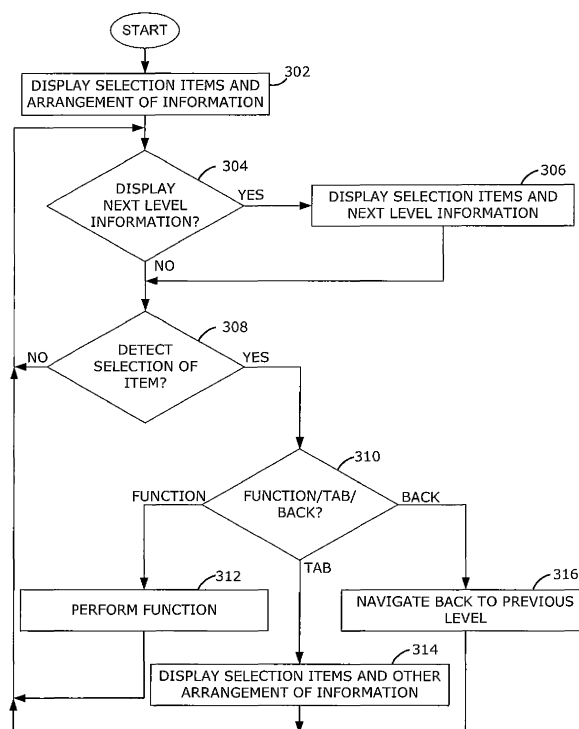 START
302
DISPLAY SELECTION ITEMS AND
ARRANGEMENT OF INFORMATION
304
DISPLAY
NEXT LEVEL
INFORMATION?
YES
306
DISPLAY SELECTION ITEMS AND
NEXT LEVEL INFORMATION
NO
308
NO
DETECT
SELECTION OF
ITEM?
YES
310
FUNCTION
FUNCTION/TAB/
BACK?
BACK
TAB
312
PERFORM FUNCTION
316
NAVIGATE BACK TO PREVIOUS
LEVEL
314
DISPLAY SELECTION ITEMS AND OTHER
ARRANGEMENT OF INFORMATION